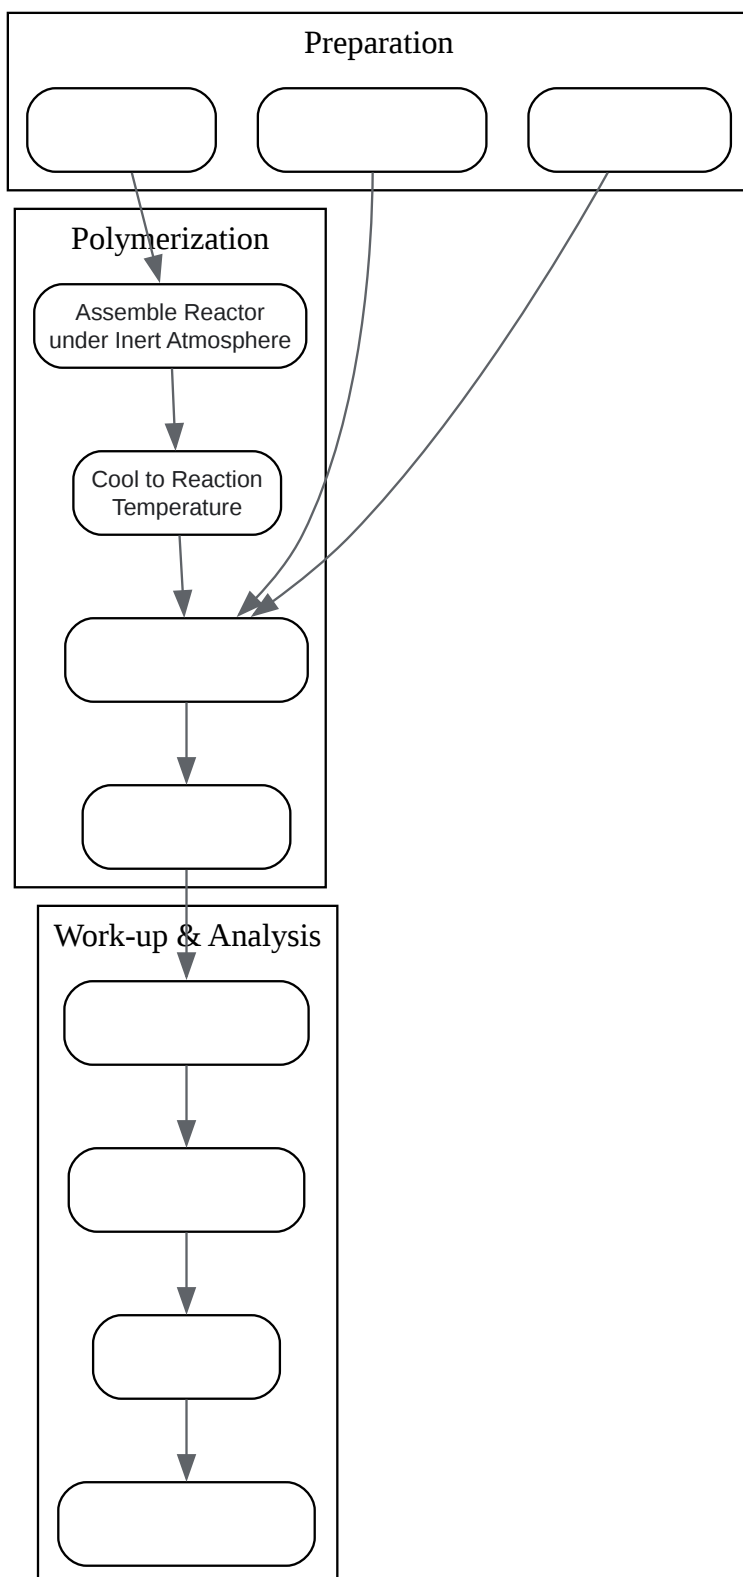 Preparation
Polymerization
Assemble Reactor
under Inert Atmosphere
Cool to Reaction
Temperature
Work-up & Analysis